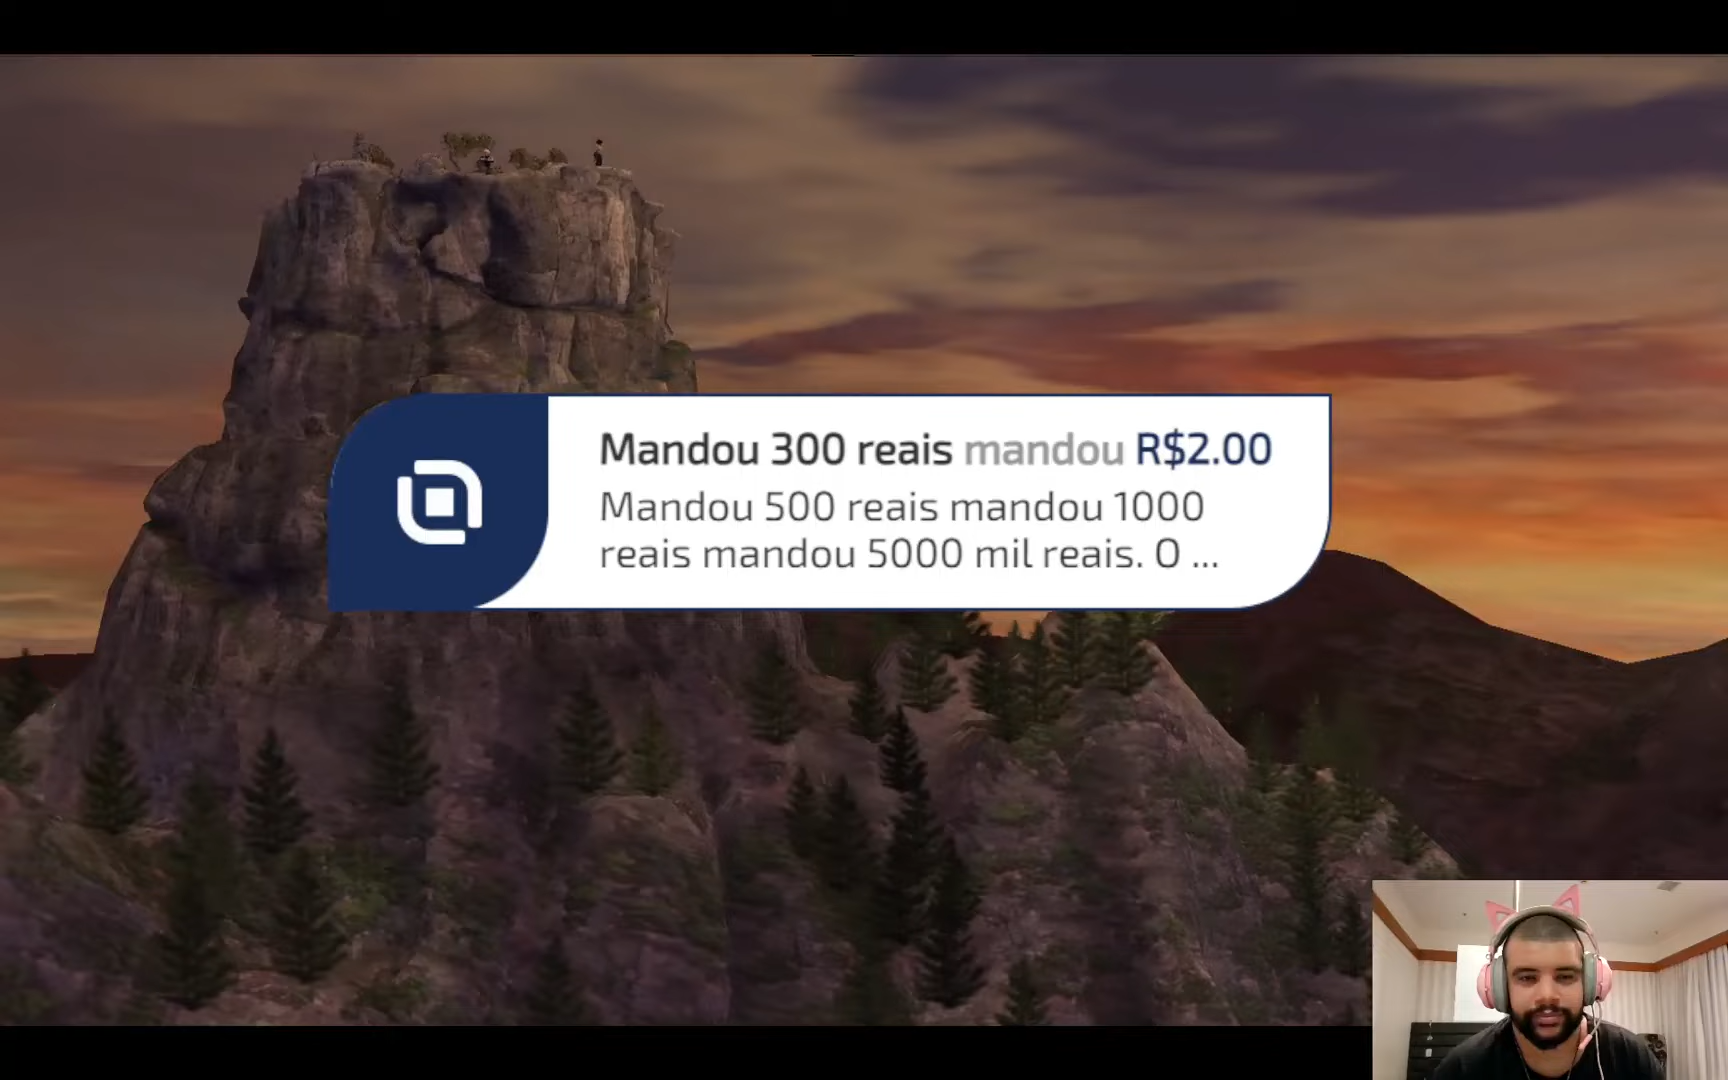 Mandou 300 reais mandou R$2.00
Mandou 500 reais mandou 1000
reais mandou 5000 mil reais. O ...